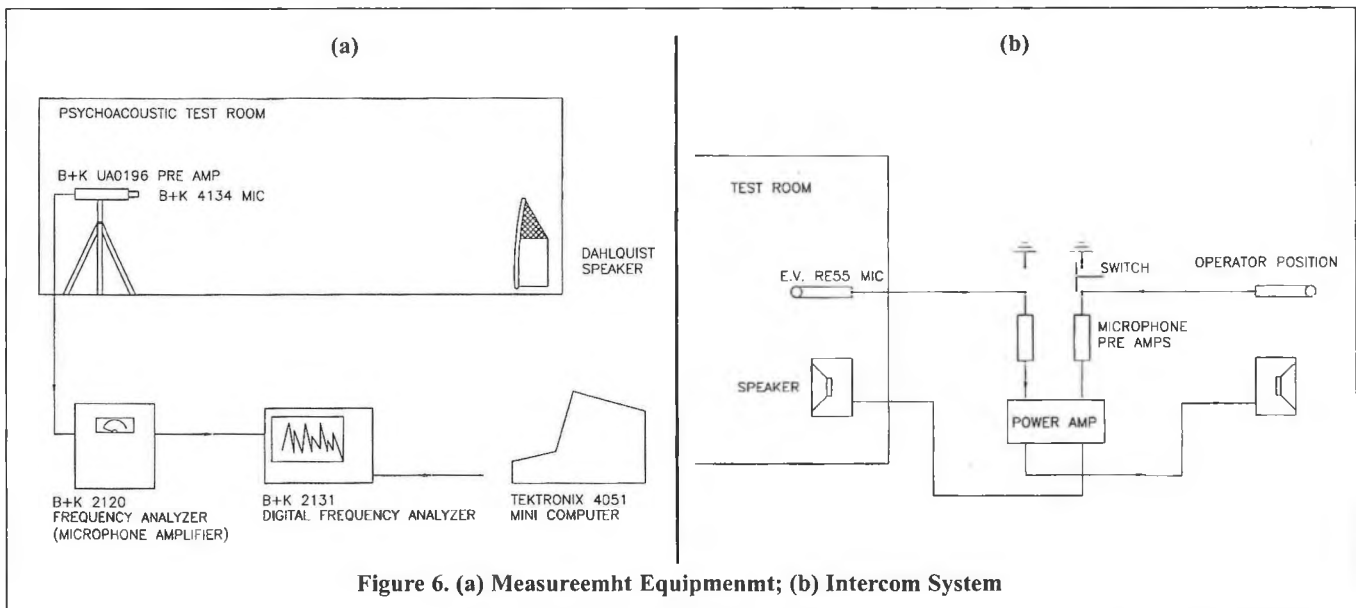 (a)
PSYCHOACOUSTIC TEST ROOM
B+K UA0196 PRE AMP
B+K 4134 MIC
DAHLQUIST
SPEAKER
B+K 2120
FREQUENCY ANALYZER
(MICROPHONE AMPLIFIER)
B+K 2131
DIGITAL FREQUENCY ANALYZER
TEKTRONIX 4051
MINI COMPUTER
(b)
TEST ROOM
E.V. RE55 MIC
SWITCH
OPERATOR POSITION
MICROPHONE
PRE AMPS
SPEAKER
POWER AMP
Figure 6. (a) Measureemht Equipmenmt; (b) Intercom System